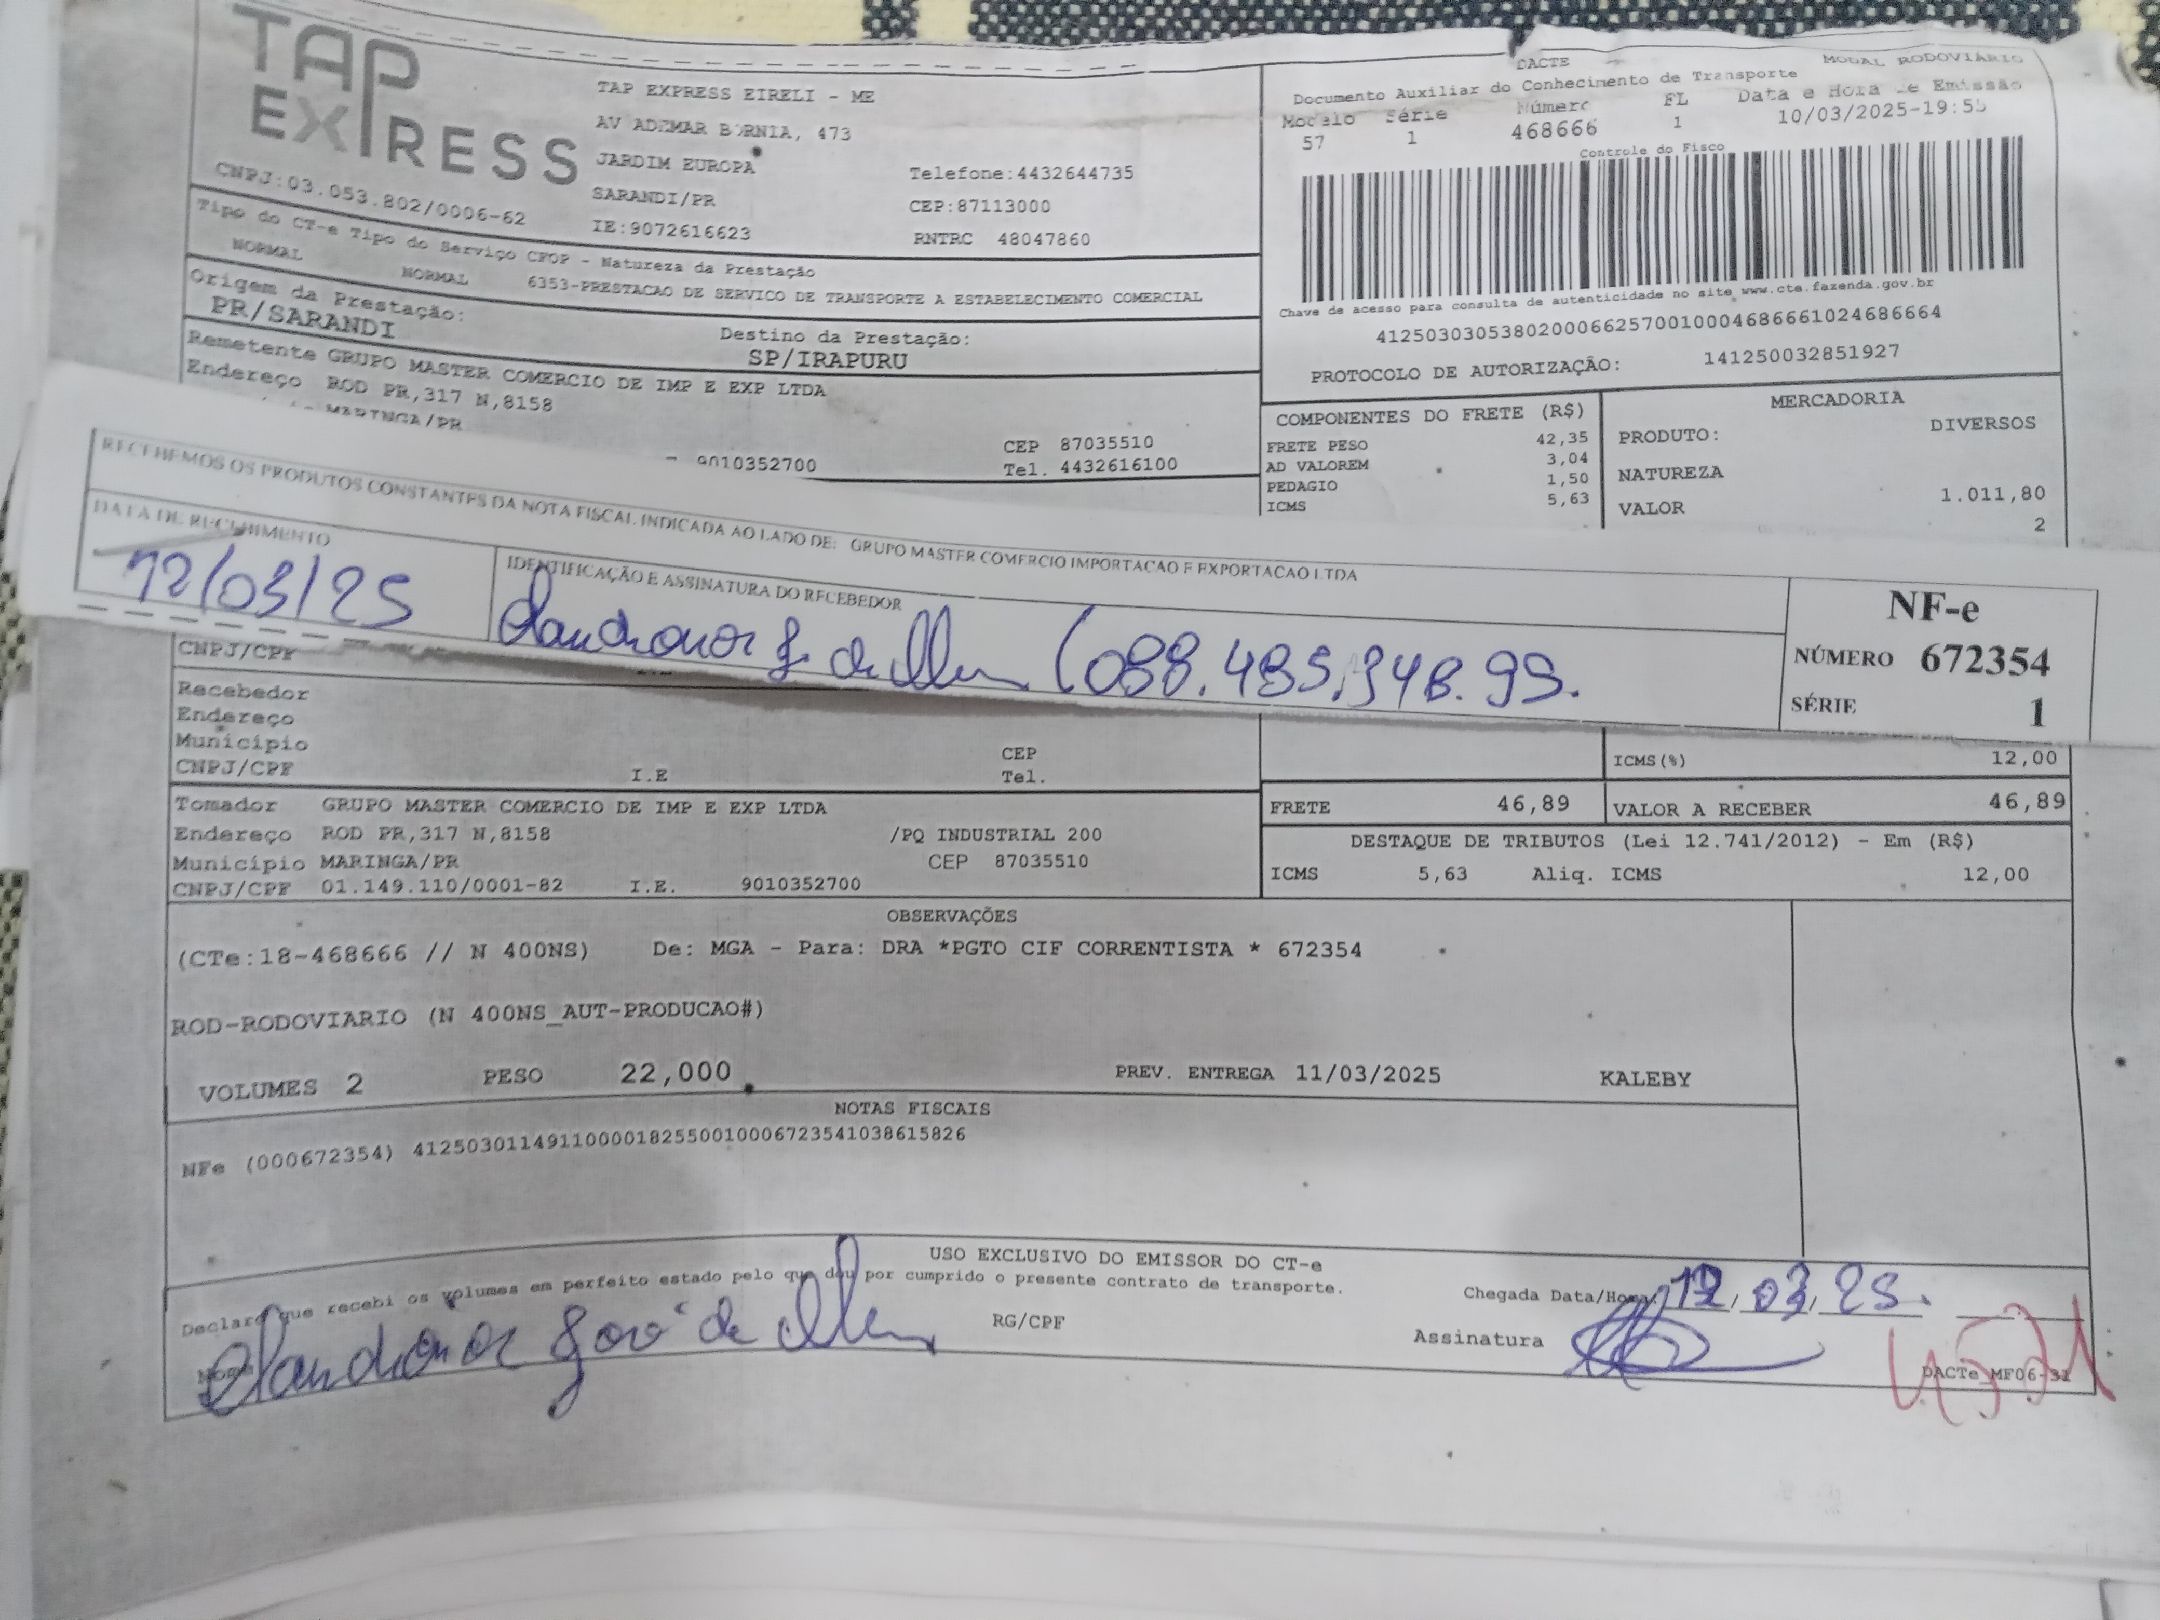 TAP
EXPRESS
CNPJ:03.053.802/0006-62
TAP EXPRESS EIRELI - ME
AV ADEMAR BORNIA, 473
JARDIM EUROPA
SARANDI/PR
IE:9072616623
Telefone:4432644735
CEP:87113000
RNTRC 48047860
DACTE MODAL RODOVIÁRIO
Documento Auxiliar do Conhecimento de Transporte
Modelo Série Número FL Data e Hora de Emissão
57 1 468666 1 10/03/2025-19:55
Controle do Fisco
Chave de acesso para consulta de autenticidade no site www.cte.fazenda.gov.br
41250303053802000662570010004686661024686664
PROTOCOLO DE AUTORIZAÇÃO: 141250032851927
Tipo do CT-e Tipo do Serviço CFOP - Natureza da Prestação
NORMAL NORMAL 6353-PRESTACAO DE SERVICO DE TRANSPORTE A ESTABELECIMENTO COMERCIAL
Origem da Prestação: Destino da Prestação:
PR/SARANDI SP/IRAPURU
Remetente GRUPO MASTER COMERCIO DE IMP E EXP LTDA
Endereço ROD PR,317 N,8158
MARINGA/PR CEP 87035510
9010352700 Tel. 4432616100
COMPONENTES DO FRETE (R$)
FRETE PESO 42,35
AD VALOREM 3,04
PEDAGIO 1,50
ICMS 5,63
MERCADORIA
PRODUTO: DIVERSOS
NATUREZA
VALOR 1.011,80
2
RECEBEMOS OS PRODUTOS CONSTANTES DA NOTA FISCAL INDICADA AO LADO DE: GRUPO MASTER COMERCIO IMPORTACAO E EXPORTACAO LTDA
DATA DE RECEBIMENTO IDENTIFICAÇÃO E ASSINATURA DO RECEBEDOR
12/03/25 088.485.348.99.
NF-e
NÚMERO 672354
SÉRIE 1
CNPJ/CPF
Recebedor
Endereço
Município CEP
CNPJ/CPF I.E Tel.
ICMS(%) 12,00
Tomador GRUPO MASTER COMERCIO DE IMP E EXP LTDA
Endereço ROD PR,317 N,8158 /PQ INDUSTRIAL 200
Município MARINGA/PR CEP 87035510
CNPJ/CPF 01.149.110/0001-82 I.E. 9010352700
FRETE 46,89 VALOR A RECEBER 46,89
DESTAQUE DE TRIBUTOS (Lei 12.741/2012) - Em (R$)
ICMS 5,63 Aliq. ICMS 12,00
OBSERVAÇÕES
(CTe:18-468666 // N 400NS) De: MGA - Para: DRA *PGTO CIF CORRENTISTA * 672354
ROD-RODOVIARIO (N 400NS_AUT-PRODUCAO#)
VOLUMES 2 PESO 22,000 PREV. ENTREGA 11/03/2025 KALEBY
NOTAS FISCAIS
NFe (000672354) 41250301149110000182550010006723541038615826
USO EXCLUSIVO DO EMISSOR DO CT-e
Declaro que recebi os volumes em perfeito estado pelo que dou por cumprido o presente contrato de transporte.
RG/CPF
Chegada Data/Hora: 12/03/25.
Assinatura
DACTe_MF06-31